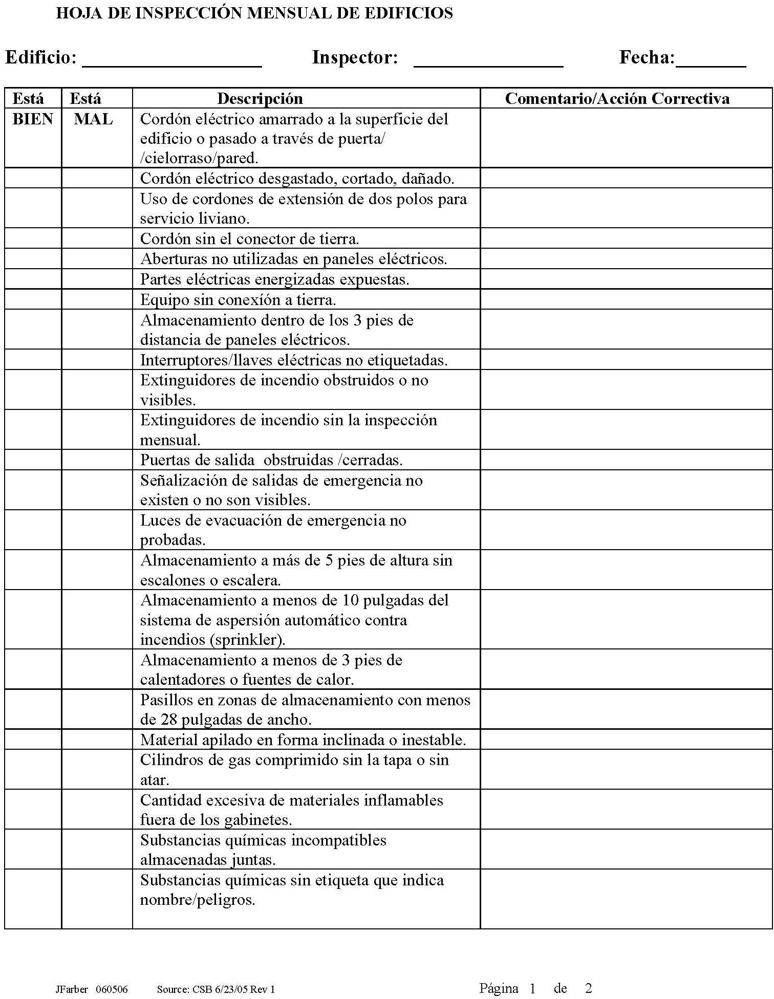 HOJA DE INSPECCIÓN MENSUAL DE EDIFICIOS
Edificio: Inspector: Fecha:
Está Está Descripción Comentario/Acción Correctiva
BIEN MAL Cordón eléctrico amarrado a la superficie del
edificio o pasado a través de puerta/
/cielorraso/pared.
Cordón eléctrico desgastado, cortado, dañado.
Uso de cordones de extensión de dos polos para
servicio liviano.
Cordón sin el conector de tierra.
Aberturas no utilizadas en paneles eléctricos.
Partes eléctricas energizadas expuestas.
Equipo sin conexíón a tierra.
Almacenamiento dentro de los 3 pies de
distancia de paneles eléctricos.
Interruptores/llaves eléctricas no etiquetadas.
Extinguidores de incendio obstruidos o no
visibles.
Extinguidores de incendio sin la inspección
mensual.
Puertas de salida obstruidas /cerradas.
Señalización de salidas de emergencia no
existen o no son visibles.
Luces de evacuación de emergencia no
probadas.
Almacenamiento a más de 5 pies de altura sin
escalones o escalera.
Almacenamiento a menos de 10 pulgadas del
sistema de aspersión automático contra
incendios (sprinkler).
Almacenamiento a menos de 3 pies de
calentadores o fuentes de calor.
Pasillos en zonas de almacenamiento con menos
de 28 pulgadas de ancho.
Material apilado en forma inclinada o inestable.
Cilindros de gas comprimido sin la tapa o sin
atar.
Cantidad excesiva de materiales inflamables
fuera de los gabinetes.
Substancias químicas incompatibles
almacenadas juntas.
Substancias químicas sin etiqueta que indica
nombre/peligros.
JFarber 060506 Source: CSB 6/23/05 Rev 1 Página 1 de 2